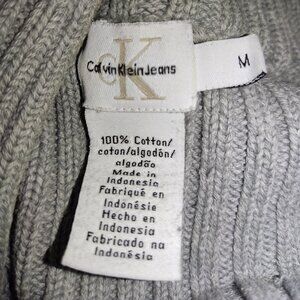 cK
Calvin Klein Jeans
M
100% Cotton/
coton/algodón/
algodão
Made in
Indonesia
Fabriqué en
Indonésie
Hecho en
Indonesia
Fabricado na
Indonésia